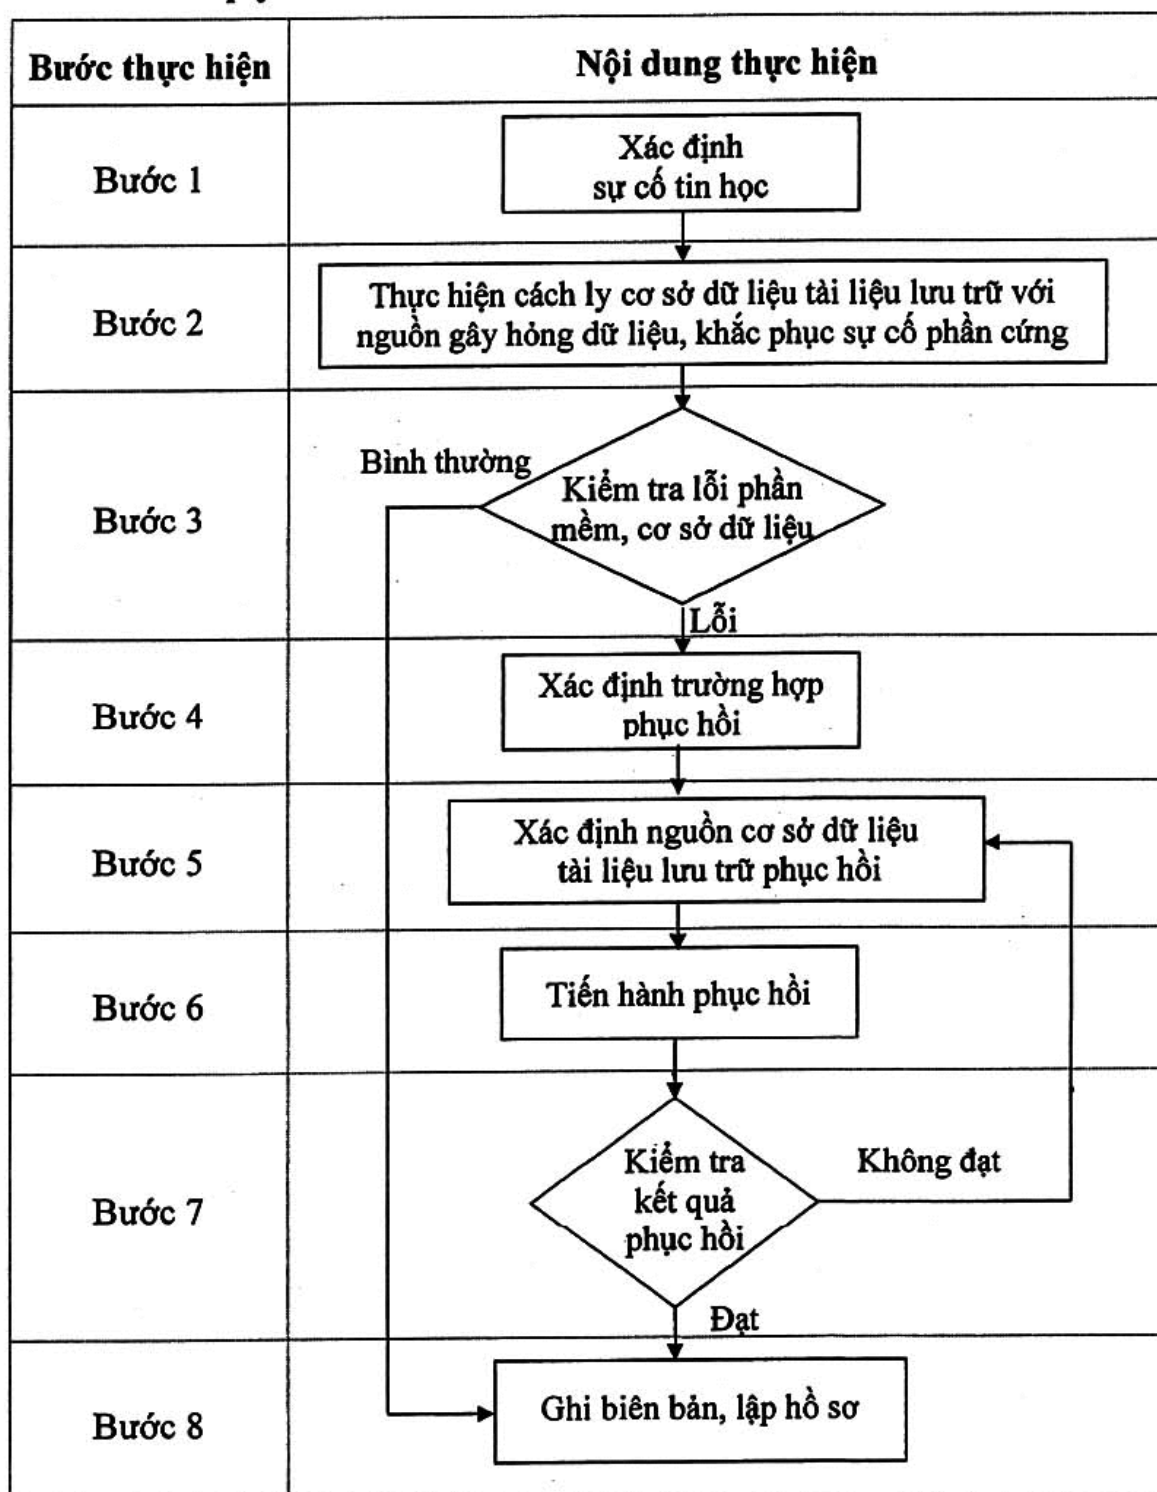 Bước thực hiện
Nội dung thực hiện
Bước 1
Xác định
sự cố tin học
Bước 2
Thực hiện cách ly cơ sở dữ liệu tài liệu lưu trữ với
nguồn gây hỏng dữ liệu, khắc phục sự cố phần cứng
Bước 3
Bình thường
Kiểm tra lỗi phần
mềm, cơ sở dữ liệu
Lỗi
Bước 4
Xác định trường hợp
phục hồi
Bước 5
Xác định nguồn cơ sở dữ liệu
tài liệu lưu trữ phục hồi
Bước 6
Tiến hành phục hồi
Bước 7
Kiểm tra
kết quả
phục hồi
Không đạt
Đạt
Bước 8
Ghi biên bản, lập hồ sơ